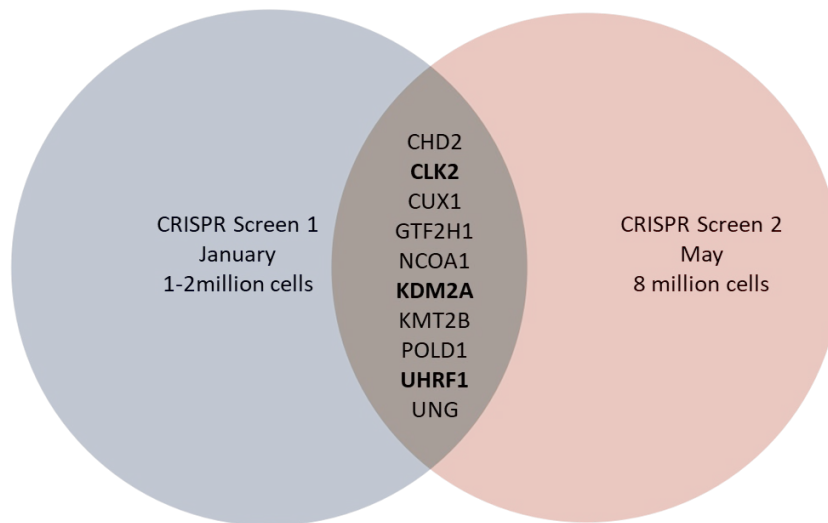 CRISPR Screen 1
January
1-2million cells
CHD2
CLK2
CUX1
GTF2H1
NCOA1
KDM2A
KMT2B
POLD1
UHRF1
UNG
CRISPR Screen 2
May
8 million cells